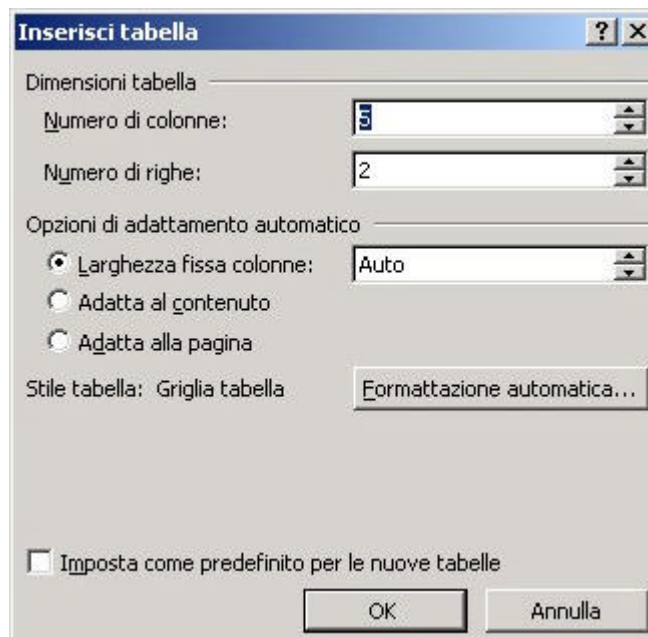 Inserisci tabella
Dimensioni tabella
Numero di colonne: 5
Numero di righe: 2
Opzioni di adattamento automatico
Larghezza fissa colonne: Auto
Adatta al contenuto
Adatta alla pagina
Stile tabella: Griglia tabella Formattazione automatica...
Imposta come predefinito per le nuove tabelle
OK Annulla